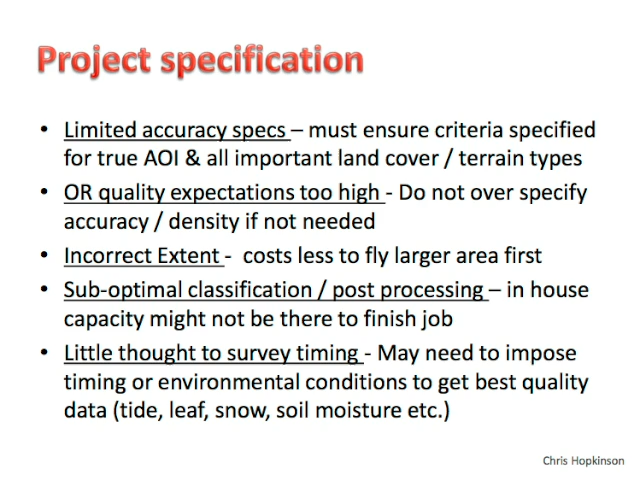 Project specification
• Limited accuracy specs – must ensure criteria specified
for true AOI & all important land cover / terrain types
• OR quality expectations too high - Do not over specify
accuracy / density if not needed
• Incorrect Extent -  costs less to fly larger area first
• Sub-optimal classification / post processing – in house
capacity might not be there to finish job
• Little thought to survey timing - May need to impose
timing or environmental conditions to get best quality
data (tide, leaf, snow, soil moisture etc.)
Chris Hopkinson